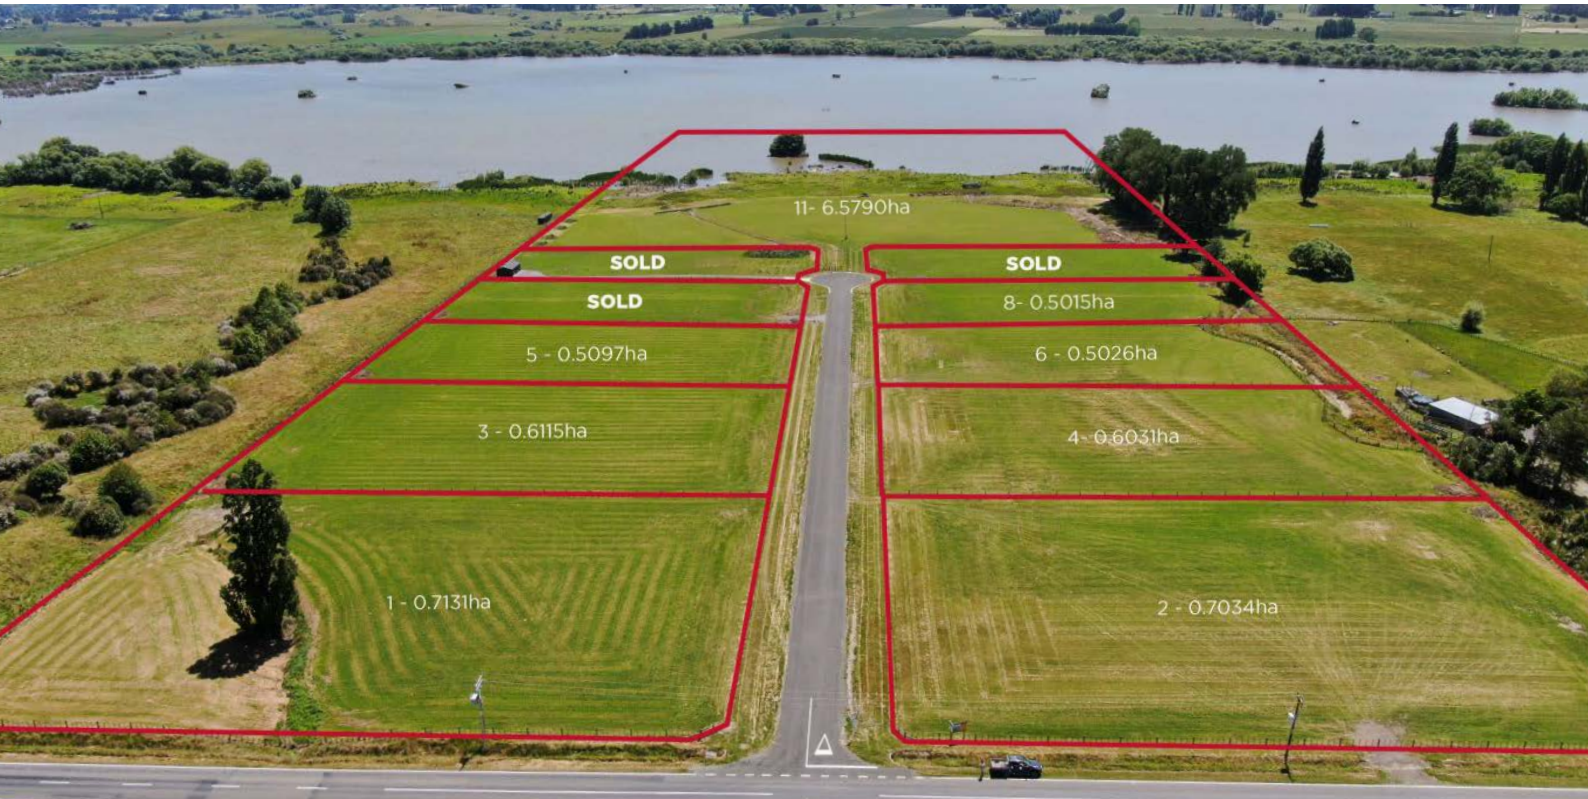 11- 6.5790ha
SOLD
SOLD
SOLD
8- 0.5015ha
5 - 0.5097ha
6 - 0.5026ha
3 - 0.6115ha
4- 0.6031ha
1 - 0.7131ha
2 - 0.7034ha